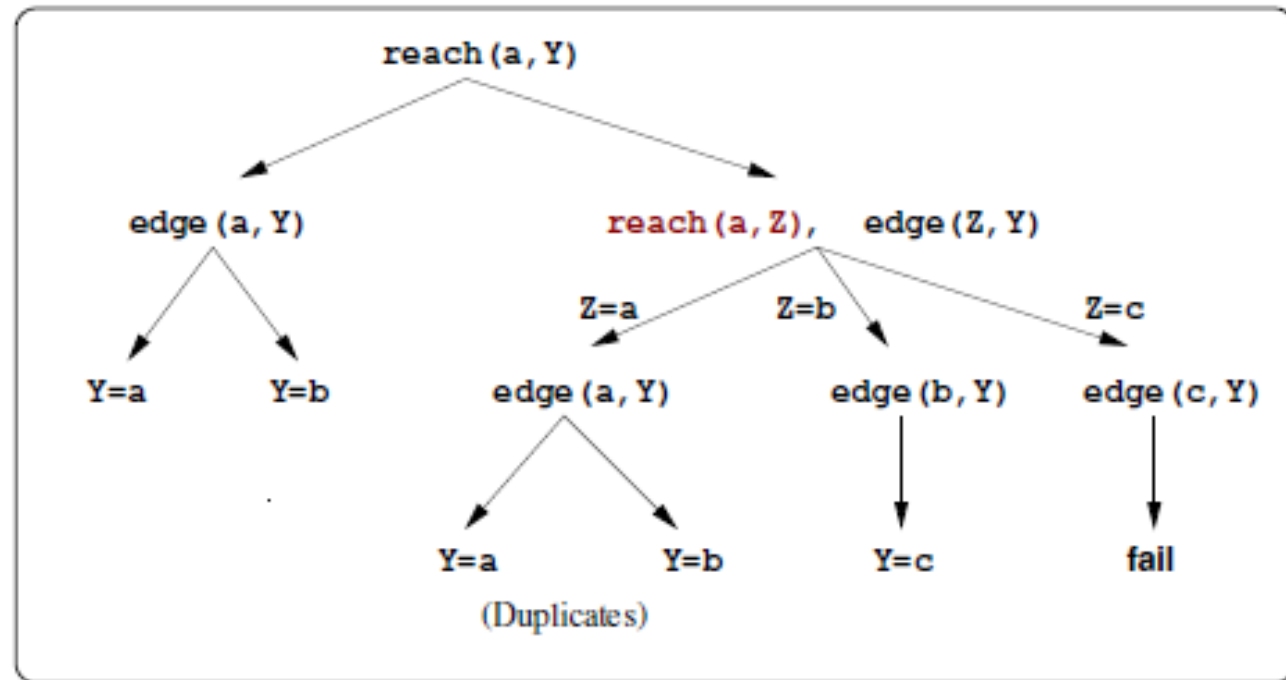 reach(a,Y)
edge(a,Y) reach(a,Z), edge(Z,Y)
Z=a Z=b Z=c
Y=a Y=b edge(a,Y) edge(b,Y) edge(c,Y)
Y=a Y=b Y=c fail
(Duplicates)